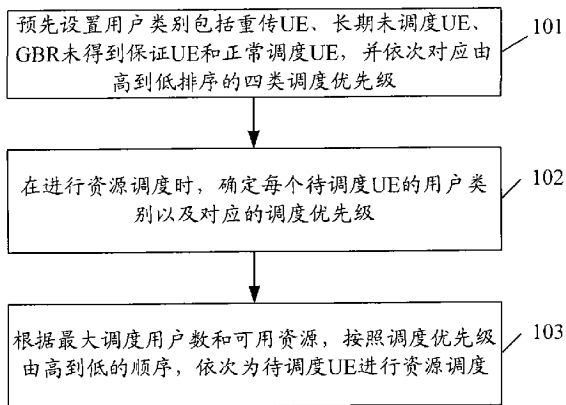 预先设置用户类别包括重传UE、长期未调度UE、
GBR未得到保证UE和正常调度UE，并依次对应由
高到低排序的四类调度优先级
101
在进行资源调度时，确定每个待调度UE的用户类
别以及对应的调度优先级
102
根据最大调度用户数和可用资源，按照调度优先级
由高到低的顺序，依次为待调度UE进行资源调度
103